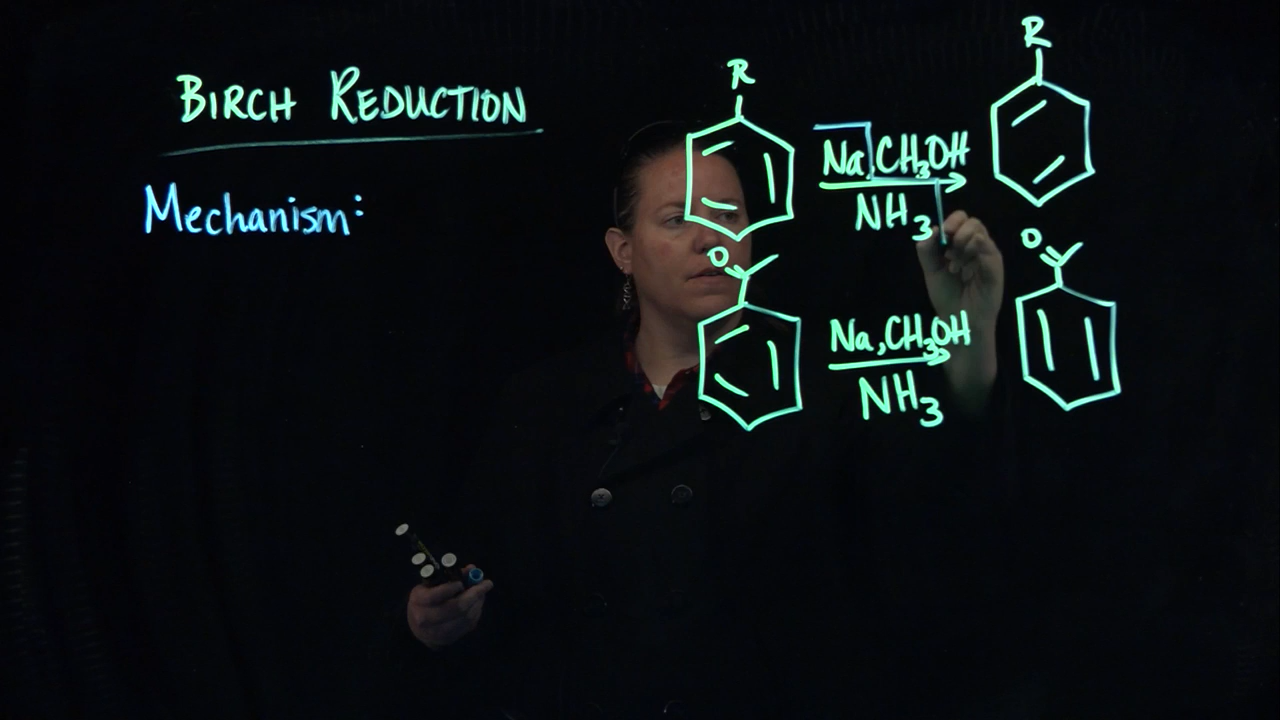 BIRCH REDUCTION
Mechanism:
R
Na, CH₃OH
NH₃
R
O
Na, CH₃OH
NH₃
O